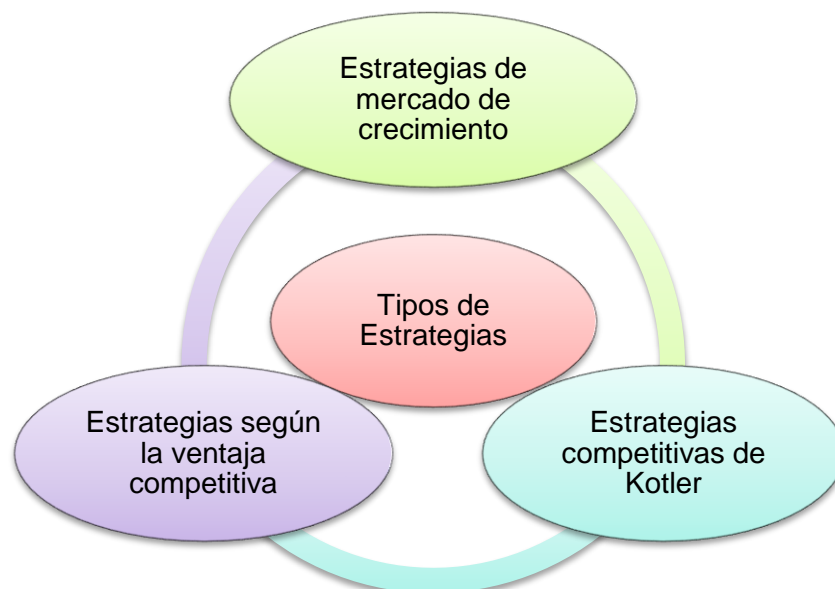 Estrategias de
mercado de
crecimiento
Tipos de
Estrategias
Estrategias según
la ventaja
competitiva
Estrategias
competitivas de
Kotler